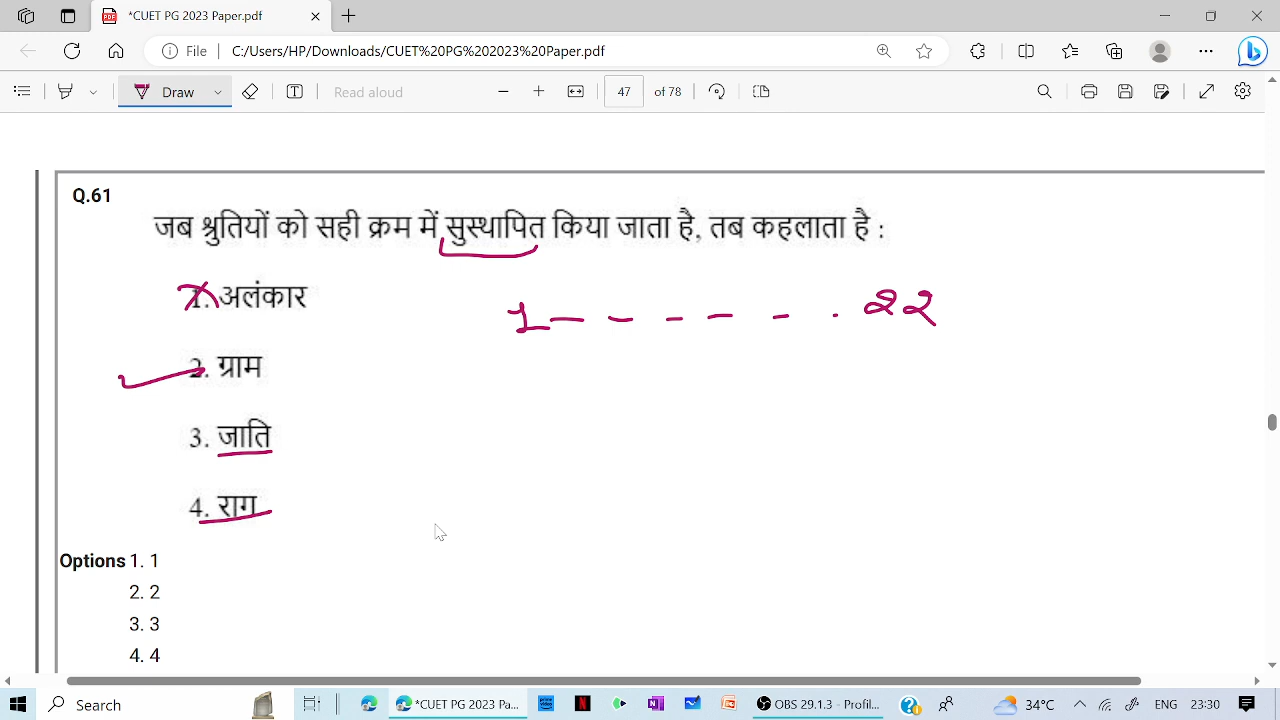 *CUET PG 2023 Paper.pdf
File C:/Users/HP/Downloads/CUET%20PG%202023%20Paper.pdf
Draw Read aloud 47 of 78
Q.61
जब श्रुतियों को सही क्रम में सुस्थापित किया जाता है, तब कहलाता है :
1. अलंकार
1 - - - - - . 22
2. ग्राम
3. जाति
4. राग
Options 1. 1
2. 2
3. 3
4. 4
Search *CUET PG 2023 Pa... OBS 29.1.3 - Profil... 34°C ENG 23:30